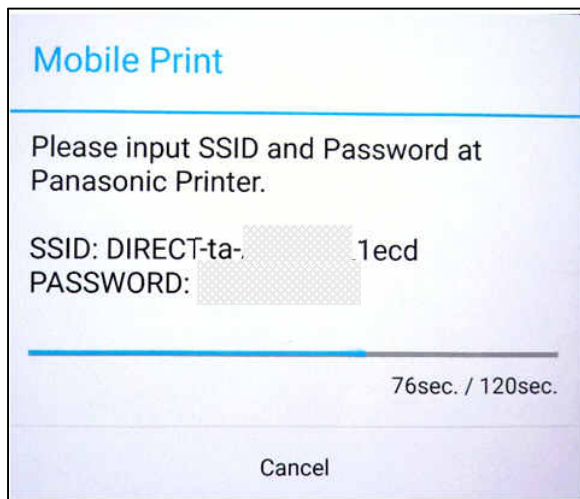 Mobile Print
Please input SSID and Password at
Panasonic Printer.
SSID: DIRECT-ta- 1ecd
PASSWORD:
76sec. / 120sec.
Cancel